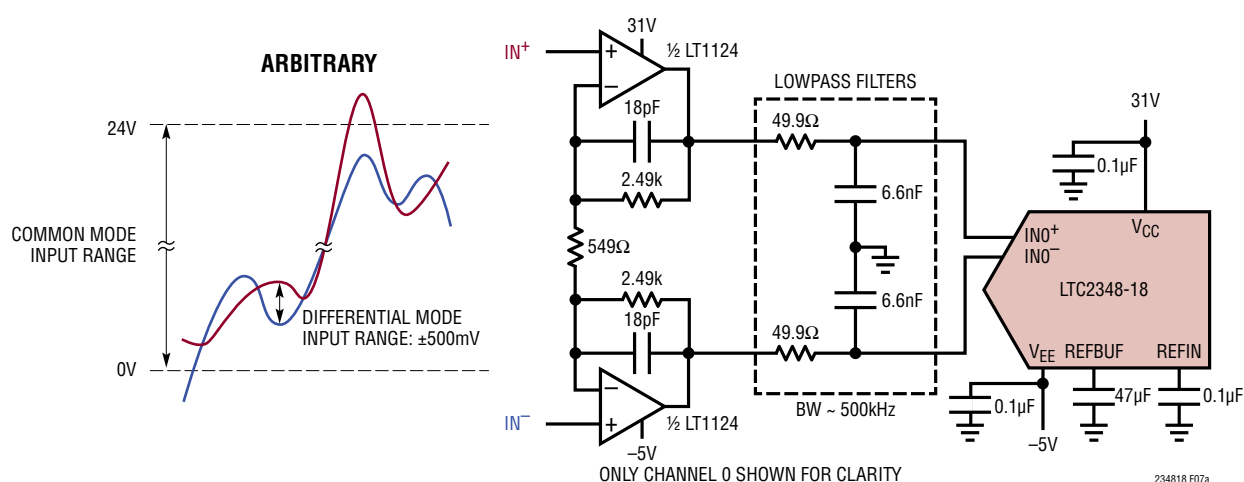 ARBITRARY
24V
COMMON MODE
INPUT RANGE
DIFFERENTIAL MODE
INPUT RANGE: ±500mV
0V
IN+
31V
½ LT1124
+
–
18pF
2.49k
549Ω
2.49k
18pF
–
+
IN–
½ LT1124
–5V
LOWPASS FILTERS
49.9Ω
6.6nF
6.6nF
49.9Ω
BW ~ 500kHz
31V
0.1µF
VCC
IN0+
IN0–
LTC2348-18
VEE REFBUF REFIN
0.1µF
47µF
0.1µF
–5V
ONLY CHANNEL 0 SHOWN FOR CLARITY
234818 F07a